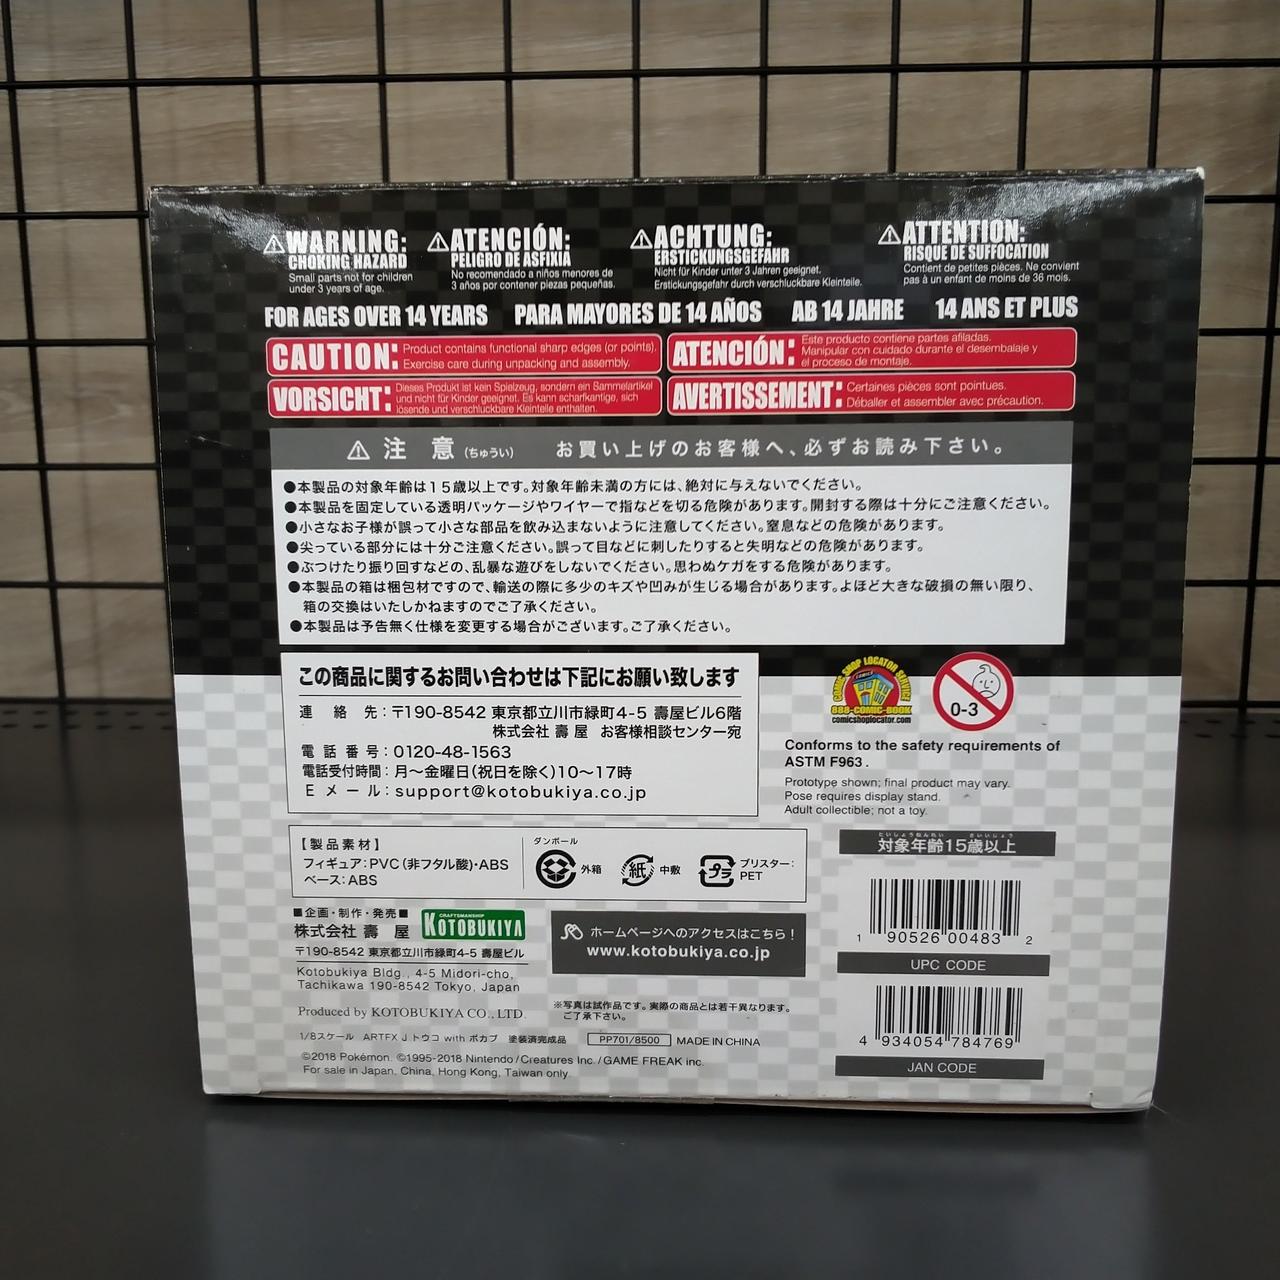 WARNING:
CHOKING HAZARD
Small parts not for children
under 3 years of age.
ATENCIÓN:
PELIGRO DE ASFIXIA
No recomendado a niños menores de
3 años por contener piezas pequeñas.
ACHTUNG:
ERSTICKUNGSGEFAHR
Nicht für Kinder unter 3 Jahren geeignet.
Erstickungsgefahr durch verschluckbare Kleinteile.
ATTENTION:
RISQUE DE SUFFOCATION
Contient de petites pièces. Ne convient
pas à un enfant de moins de 36 mois.
FOR AGES OVER 14 YEARS PARA MAYORES DE 14 AÑOS AB 14 JAHRE 14 ANS ET PLUS
CAUTION: Product contains functional sharp edges (or points).
Exercise care during unpacking and assembly.
ATENCIÓN: Este producto contiene partes afiladas.
Manipular con cuidado durante el desembalaje y
el proceso de montaje.
VORSICHT: Dieses Produkt ist kein Spielzeug, sondern ein Sammelartikel
und nicht für Kinder geeignet. Es kann scharfkantige, sich
lösende und verschluckbare Kleinteile enthalten.
AVERTISSEMENT: Certaines pièces sont pointues.
Déballer et assembler avec précaution.
注 意 (ちゅうい) お買い上げのお客様へ、必ずお読み下さい。
●本製品の対象年齢は15歳以上です。対象年齢未満の方には、絶対に与えないでください。
●本製品を固定している透明パッケージやワイヤーで指などを切る危険があります。開封する際は十分にご注意ください。
●小さなお子様が誤って小さな部品を飲み込まないように注意してください。窒息などの危険があります。
●尖っている部分には十分ご注意ください。誤って目などに刺したりすると失明などの危険があります。
●ぶつけたり振り回すなどの、乱暴な遊びをしないでください。思わぬケガをする危険があります。
●本製品の箱は梱包材ですので、輸送の際に多少のキズや凹みが生じる場合があります。よほど大きな破損の無い限り、
箱の交換はいたしかねますのでご了承ください。
●本製品は予告無く仕様を変更する場合がございます。ご了承ください。
この商品に関するお問い合わせは下記にお願い致します
連絡先:〒190-8542 東京都立川市緑町4-5 壽屋ビル6階
株式会社 壽屋 お客様相談センター宛
電話番号:0120-48-1563
電話受付時間:月〜金曜日(祝日を除く)10〜17時
Eメール:support@kotobukiya.co.jp
COMIC SHOP LOCATOR SERVICE
COMICS
888-COMIC-BOOK
comicshoplocator.com
0-3
Conforms to the safety requirements of
ASTM F963.
Prototype shown; final product may vary.
Pose requires display stand.
Adult collectible; not a toy.
【製品素材】
フィギュア:PVC(非フタル酸)・ABS
ベース:ABS
ダンボール
外箱
紙
中敷
プラ
ブリスター:
PET
たいしょうねんれい さいいじょう
対象年齢15歳以上
■企画・制作・発売■
株式会社 壽屋
CRAFTSMANSHIP
KOTOBUKIYA
〒190-8542 東京都立川市緑町4-5 壽屋ビル
Kotobukiya Bldg., 4-5 Midori-cho,
Tachikawa 190-8542 Tokyo, Japan
Produced by KOTOBUKIYA CO., LTD.
ホームページへのアクセスはこちら!
www.kotobukiya.co.jp
※写真は試作品です。実際の商品とは若干異なります。
ご了承下さい。
1/8スケール ARTFX J トウコ with ポカブ 塗装済完成品
PP701/8500 MADE IN CHINA
©2018 Pokémon. ©1995-2018 Nintendo/Creatures Inc./GAME FREAK inc.
For sale in Japan, China, Hong Kong, Taiwan only.
1 90526 00483 2
UPC CODE
4 934054 784769
JAN CODE